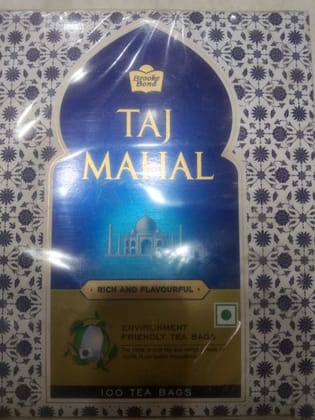 Brooke
Bond
TAJ
MAHAL
RICH AND FLAVOURFUL
ENVIRONMENT
FRIENDLY TEA BAGS
100 TEA BAGS